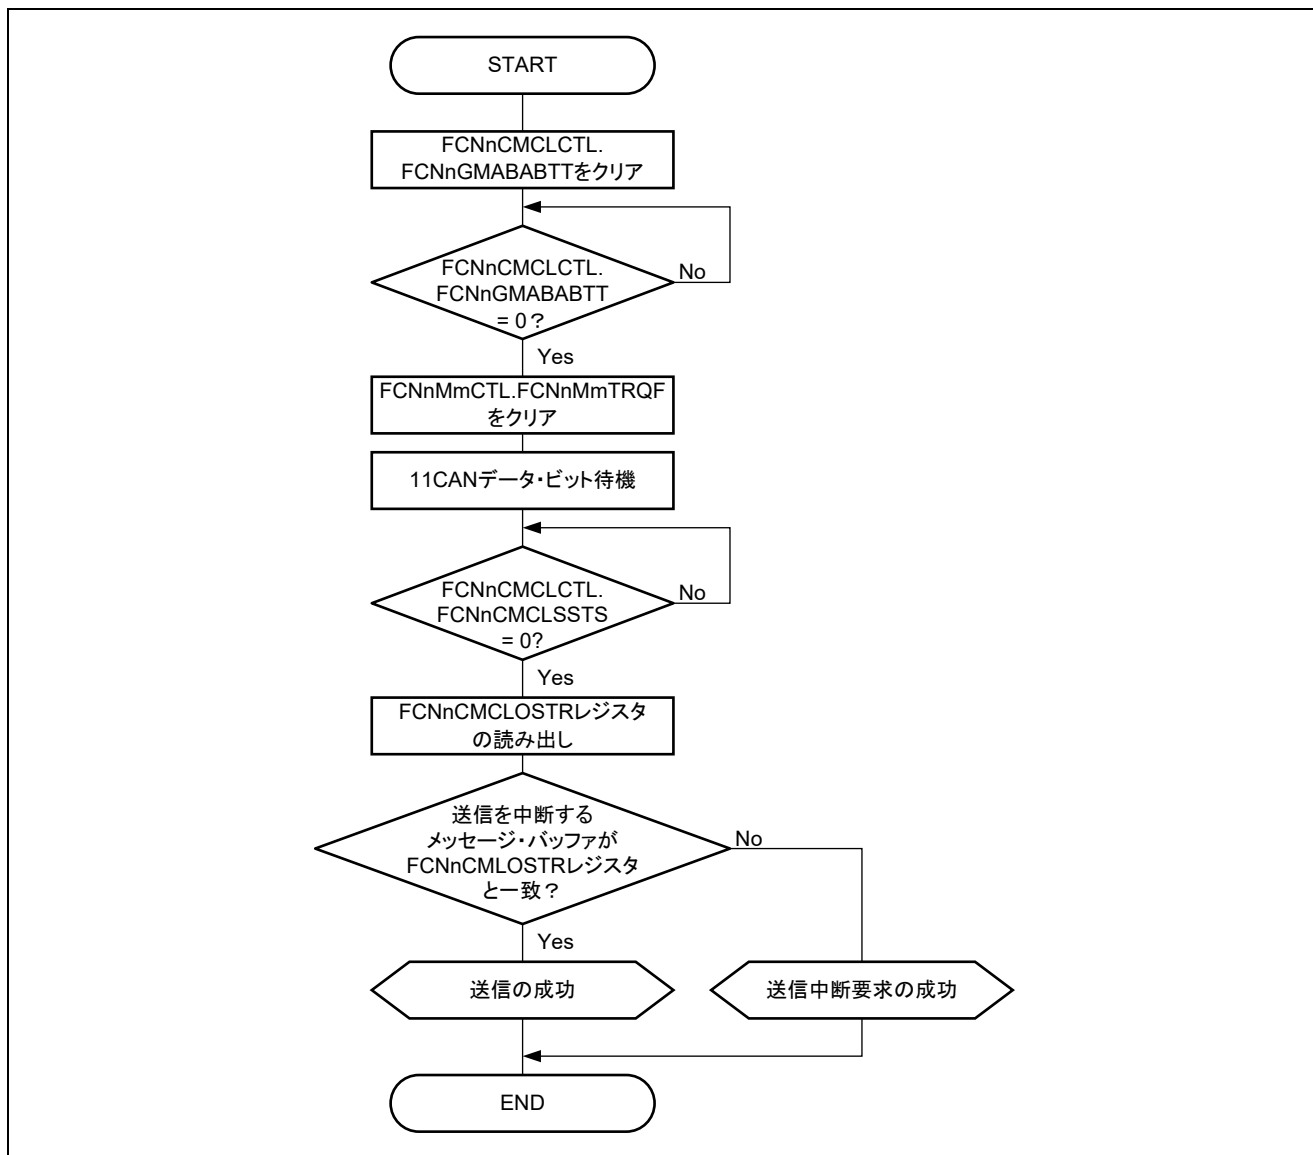 START
FCNnCMCLCTL.
FCNnGMABABTTをクリア
FCNnCMCLCTL.
FCNnGMABABTT
= 0？
No
Yes
FCNnMmCTL.FCNnMmTRQF
をクリア
11CANデータ・ビット待機
FCNnCMCLCTL.
FCNnCMCLSSTS
= 0?
No
Yes
FCNnCMCLOSTRレジスタ
の読み出し
送信を中断する
メッセージ・バッファが
FCNnCMLOSTRレジスタ
と一致？
No
Yes
送信の成功
送信中断要求の成功
END